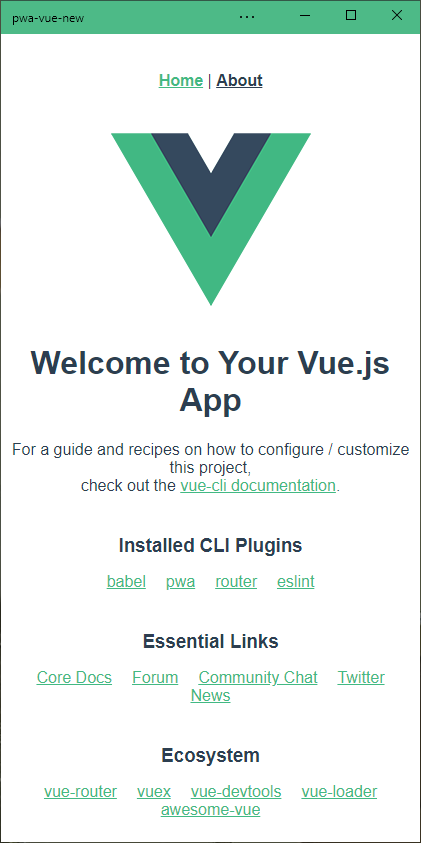 pwa-vue-new
Home | About
Welcome to Your Vue.js
App
For a guide and recipes on how to configure / customize
this project,
check out the vue-cli documentation.
Installed CLI Plugins
babel pwa router eslint
Essential Links
Core Docs Forum Community Chat Twitter
News
Ecosystem
vue-router vuex vue-devtools vue-loader
awesome-vue